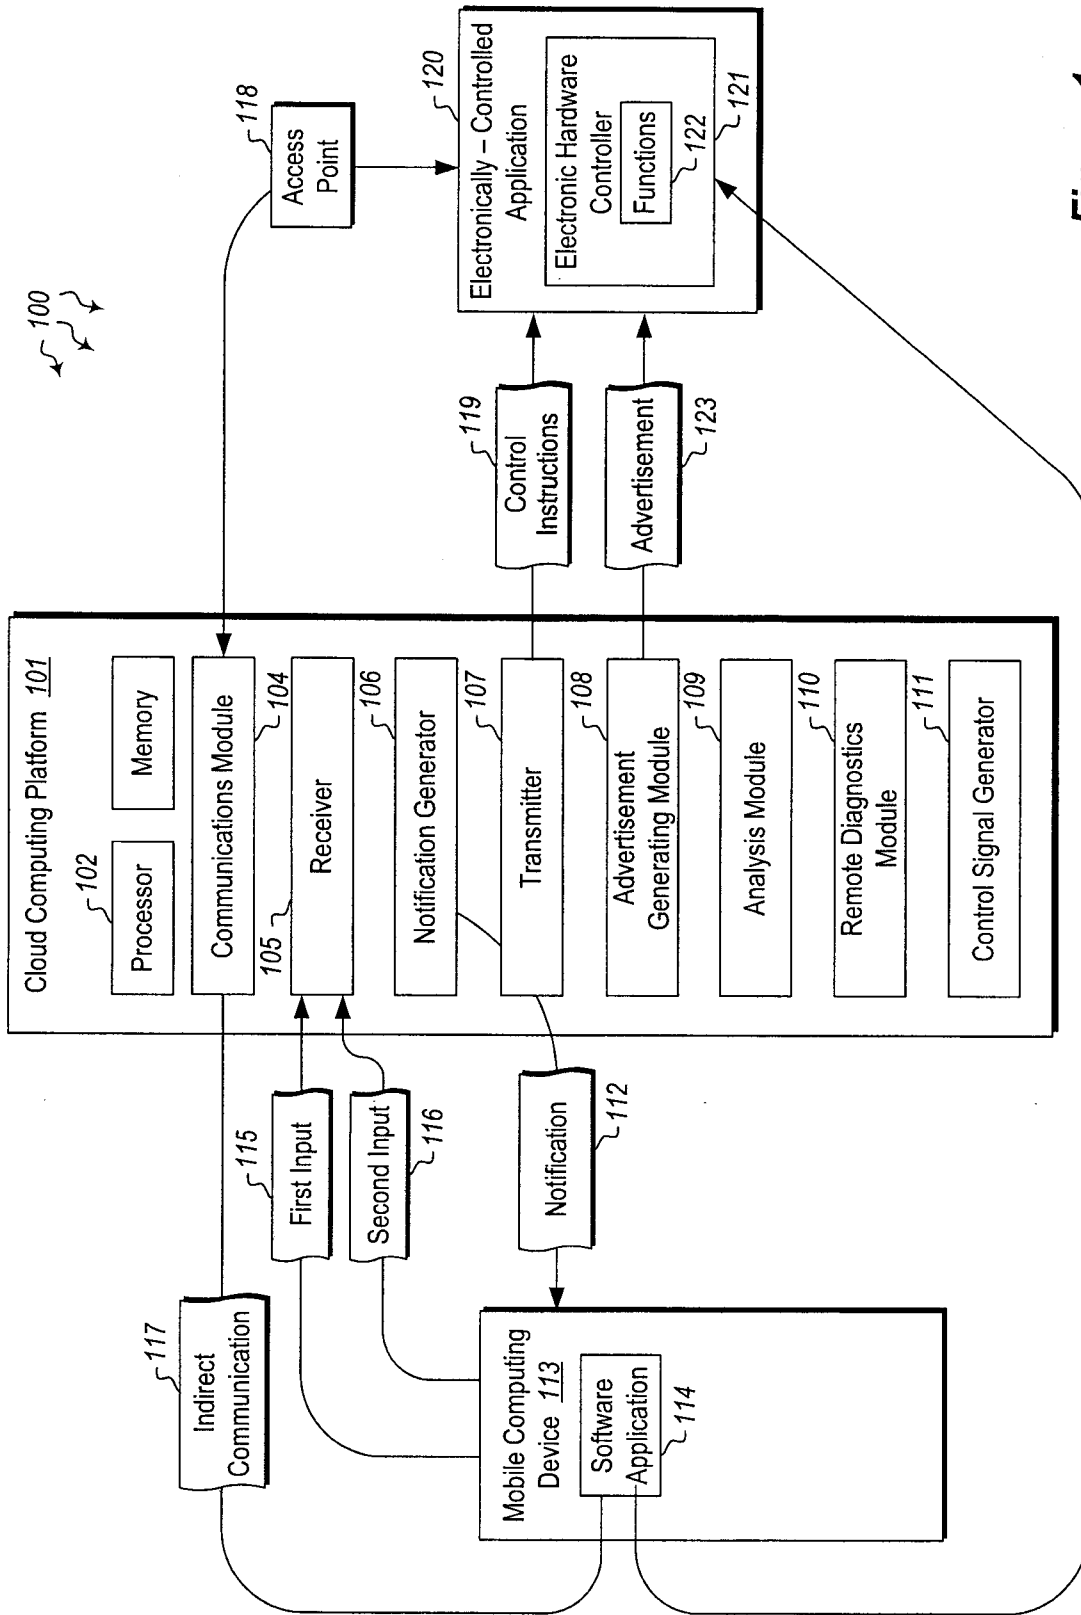 100
Cloud Computing Platform 101
102
Processor
Memory
Communications Module
104
105
Receiver
106
Notification Generator
107
Transmitter
108
Advertisement
Generating Module
109
Analysis Module
110
Remote Diagnostics
Module
111
Control Signal Generator
117
Indirect
Communication
115
First Input
Second Input
116
Notification
112
Mobile Computing
Device 113
Software
Application
114
118
Access
Point
119
Control
Instructions
Advertisement
123
120
Electronically – Controlled
Application
Electronic Hardware
Controller
Functions
122
121